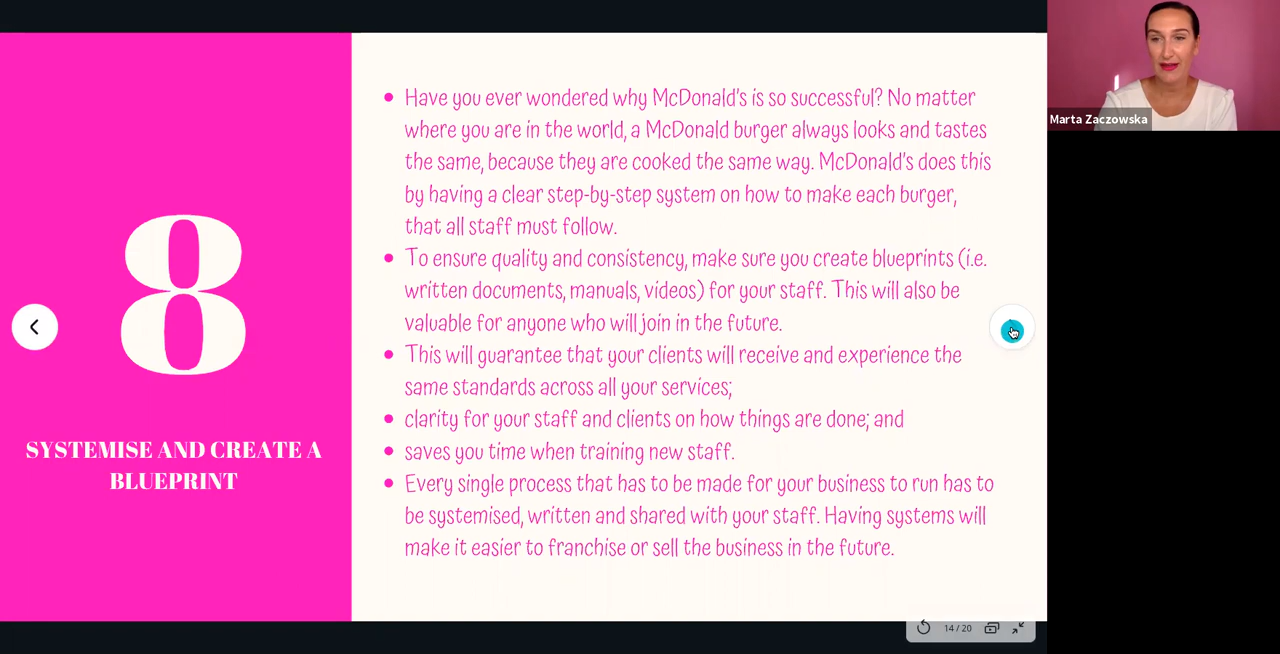 8
SYSTEMISE AND CREATE A
BLUEPRINT
• Have you ever wondered why McDonald's is so successful? No matter
where you are in the world, a McDonald burger always looks and tastes
the same, because they are cooked the same way. McDonald's does this
by having a clear step-by-step system on how to make each burger,
that all staff must follow.
• To ensure quality and consistency, make sure you create blueprints (i.e.
written documents, manuals, videos) for your staff. This will also be
valuable for anyone who will join in the future.
• This will guarantee that your clients will receive and experience the
same standards across all your services;
• clarity for your staff and clients on how things are done; and
• saves you time when training new staff.
• Every single process that has to be made for your business to run has to
be systemised, written and shared with your staff. Having systems will
make it easier to franchise or sell the business in the future.
14 / 20
Marta Zaczowska